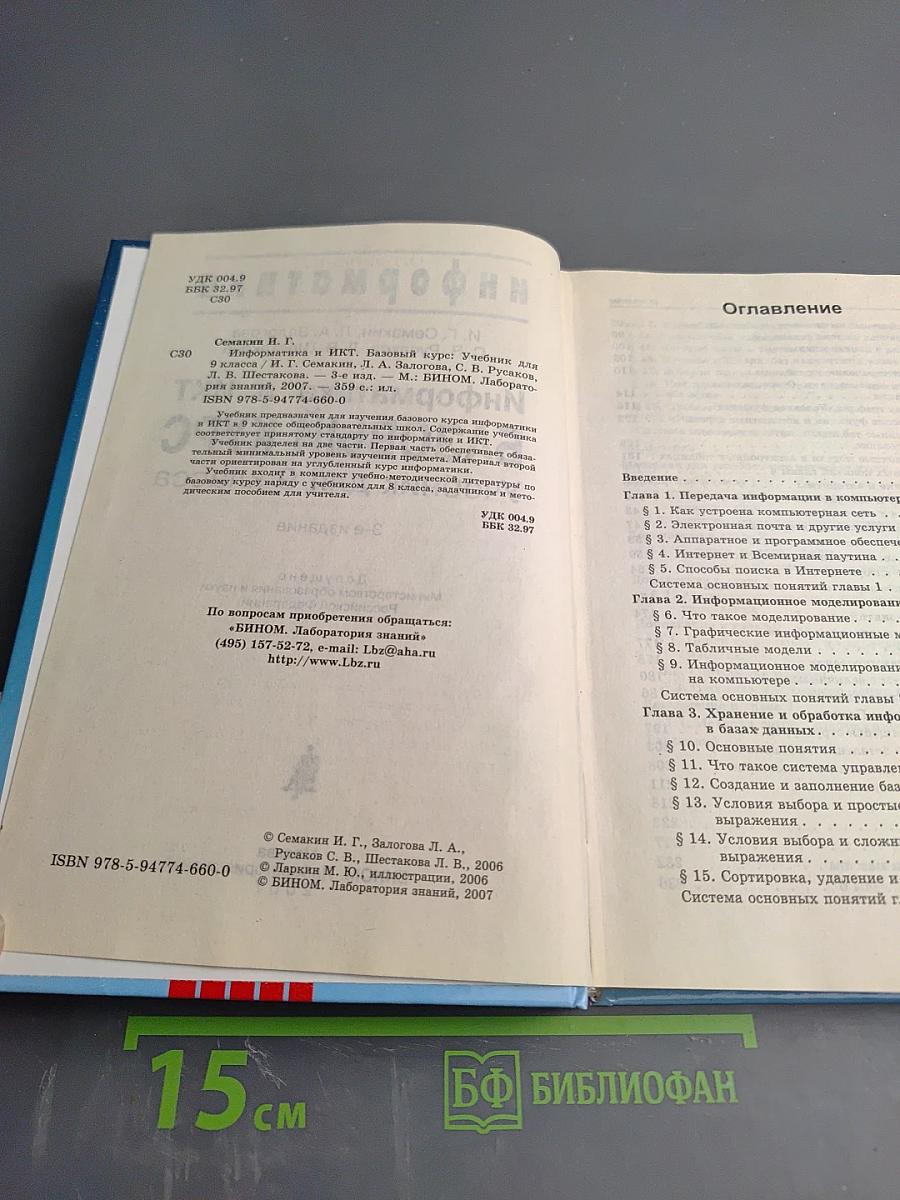 УДК 004.9
ББК 32.97
С30
Семакин И. Г.
С30 Информатика и ИКТ. Базовый курс: Учебник для
9 класса / И. Г. Семакин, Л. А. Залогова, С. В. Русаков,
Л. В. Шестакова. — 3-е изд. — М.: БИНОМ. Лаборато-
рия знаний, 2007. — 359 с.: ил.
ISBN 978-5-94774-660-0
Учебник предназначен для изучения базового курса информатики
и ИКТ в 9 классе общеобразовательных школ. Содержание учебника
соответствует принятому стандарту по информатике и ИКТ.
Учебник разделен на две части. Первая часть обеспечивает обяза-
тельный минимальный уровень изучения предмета. Материал второй
части ориентирован на углубленный курс информатики.
Учебник входит в комплект учебно-методической литературы по
базовому курсу наряду с учебником для 8 класса, задачником и мето-
дическим пособием для учителя.
УДК 004.9
ББК 32.97
По вопросам приобретения обращаться:
«БИНОМ. Лаборатория знаний»
(495) 157-52-72, e-mail: Lbz@aha.ru
http://www.Lbz.ru
© Семакин И. Г., Залогова Л. А.,
Русаков С. В., Шестакова Л. В., 2006
© Ларкин М. Ю., иллюстрации, 2006
© БИНОМ. Лаборатория знаний, 2007
ISBN 978-5-94774-660-0
Оглавление
Введение . . . . . . . . . . . . . . . . .
Глава 1. Передача информации в компьютер
§ 1. Как устроена компьютерная сеть . . .
§ 2. Электронная почта и другие услуги
§ 3. Аппаратное и программное обеспече
§ 4. Интернет и Всемирная паутина . .
§ 5. Способы поиска в Интернете . . .
Система основных понятий главы 1 .
Глава 2. Информационное моделировани
§ 6. Что такое моделирование . . . .
§ 7. Графические информационные м
§ 8. Табличные модели . . . . . . .
§ 9. Информационное моделировани
на компьютере . . . . . . . .
Система основных понятий главы
Глава 3. Хранение и обработка инфо
в базах данных . . . . . . .
§ 10. Основные понятия . . . .
§ 11. Что такое система управле
§ 12. Создание и заполнение баз
§ 13. Условия выбора и простые
выражения . . . . . . . .
§ 14. Условия выбора и сложн
выражения . . . . . . . .
§ 15. Сортировка, удаление и
Система основных понятий г
15 см
БФ БИБЛИОФАН